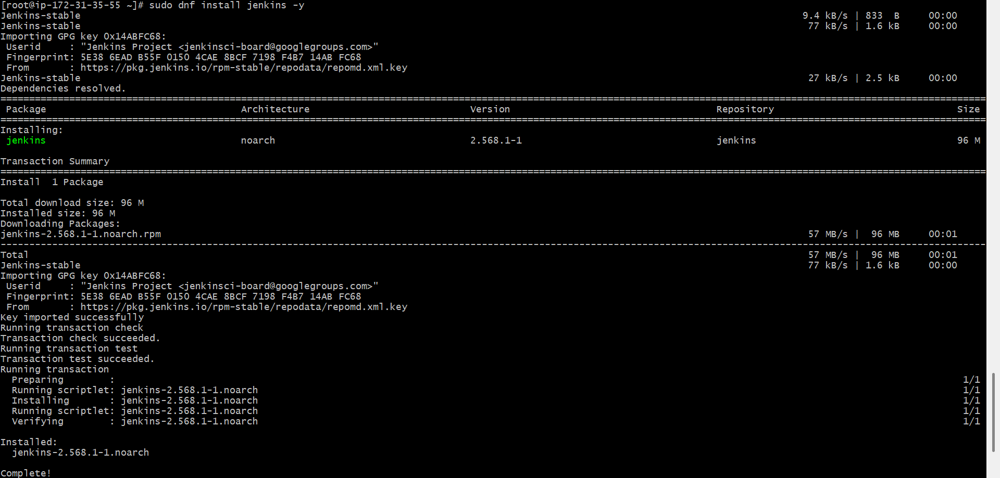 [root@ip-172-31-35-55 ~]# sudo dnf install jenkins -y
Jenkins-stable 9.4 kB/s | 833 B 00:00
Jenkins-stable 77 kB/s | 1.6 kB 00:00
Importing GPG key 0x14ABFC68:
Userid : "Jenkins Project <jenkinsci-board@googlegroups.com>"
Fingerprint: 5E38 6EAD B55F 0150 4CAE 8BCF 7198 F4B7 14AB FC68
From : https://pkg.jenkins.io/rpm-stable/repodata/repomd.xml.key
Jenkins-stable 27 kB/s | 2.5 kB 00:00
Dependencies resolved.
Package Architecture Version Repository Size
Installing:
jenkins noarch 2.568.1-1 jenkins 96 M
Transaction Summary
Install 1 Package
Total download size: 96 M
Installed size: 96 M
Downloading Packages:
jenkins-2.568.1-1.noarch.rpm 57 MB/s | 96 MB 00:01
Total 57 MB/s | 96 MB 00:01
Jenkins-stable 77 kB/s | 1.6 kB 00:00
Importing GPG key 0x14ABFC68:
Userid : "Jenkins Project <jenkinsci-board@googlegroups.com>"
Fingerprint: 5E38 6EAD B55F 0150 4CAE 8BCF 7198 F4B7 14AB FC68
From : https://pkg.jenkins.io/rpm-stable/repodata/repomd.xml.key
Key imported successfully
Running transaction check
Transaction check succeeded.
Running transaction test
Transaction test succeeded.
Running transaction
Preparing : 1/1
Running scriptlet: jenkins-2.568.1-1.noarch 1/1
Installing : jenkins-2.568.1-1.noarch 1/1
Running scriptlet: jenkins-2.568.1-1.noarch 1/1
Verifying : jenkins-2.568.1-1.noarch 1/1
Installed:
jenkins-2.568.1-1.noarch
Complete!